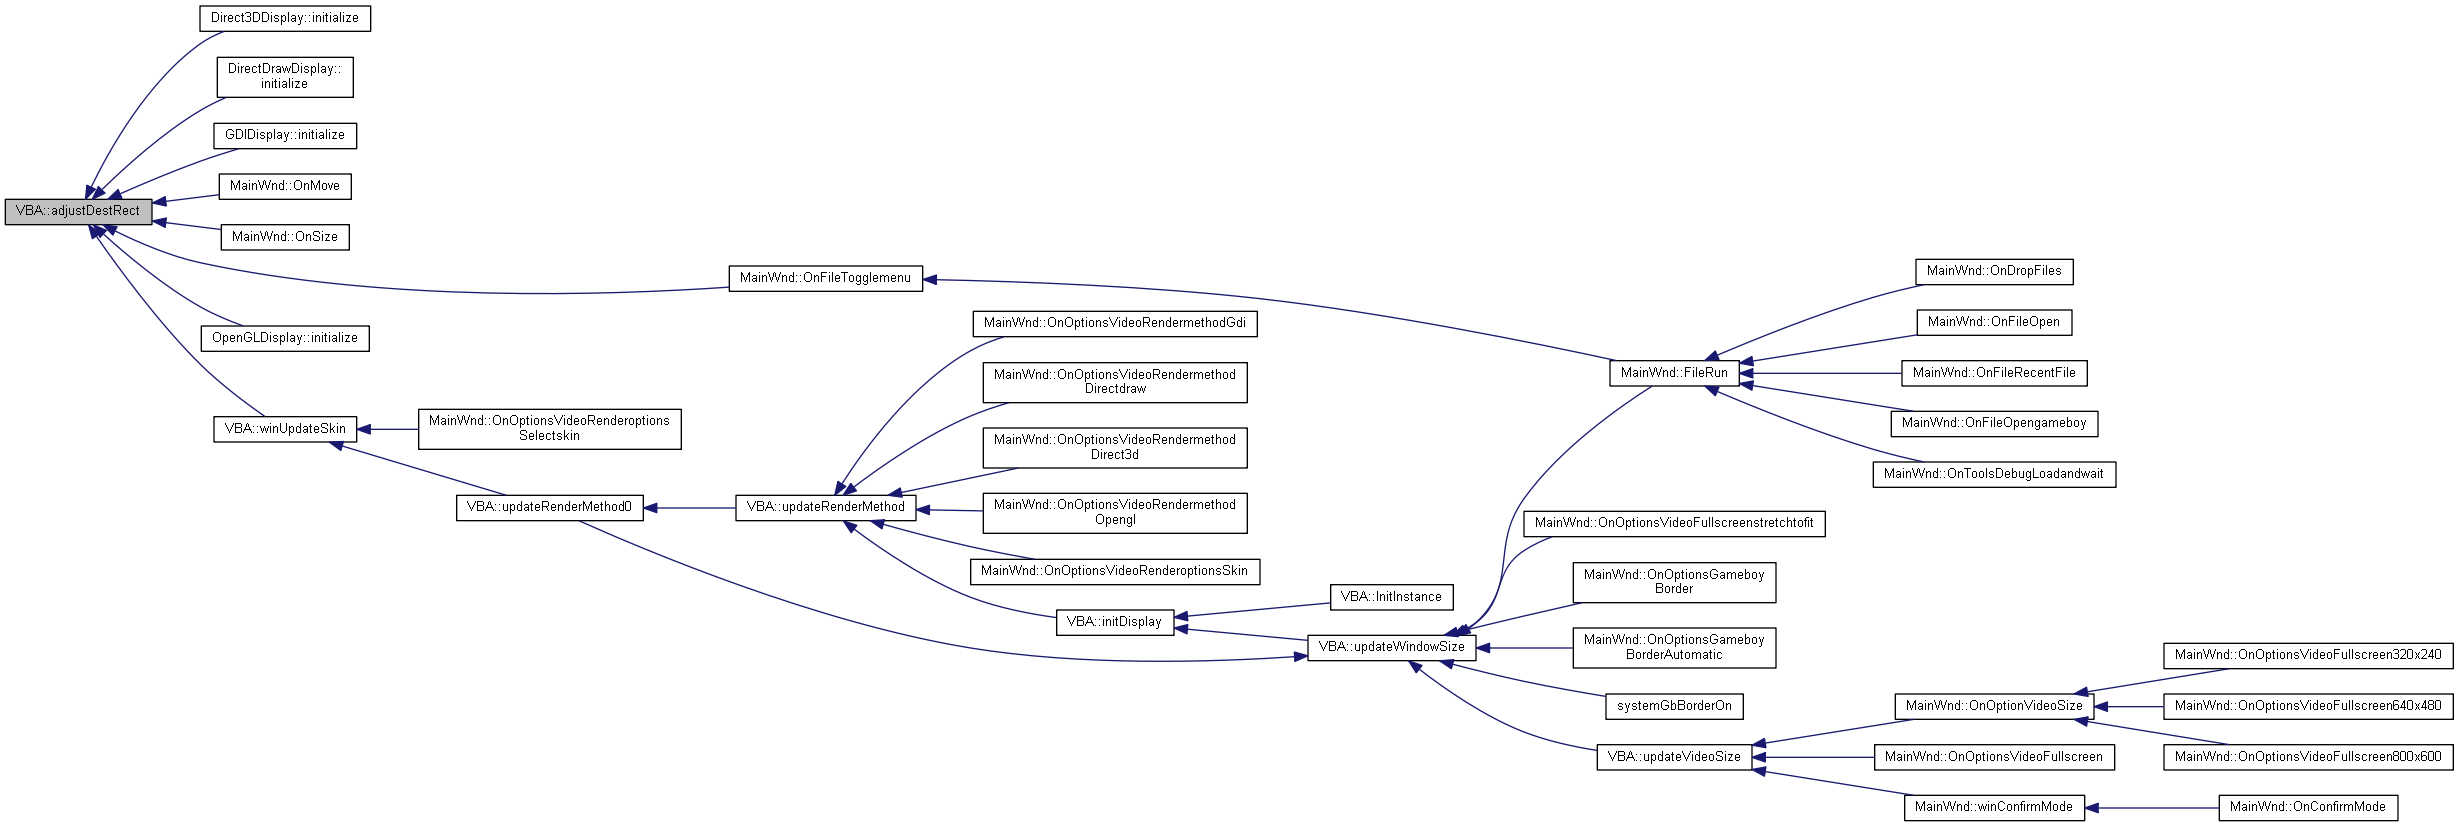 Direct3DDisplay::initialize
DirectDrawDisplay::
initialize
GDIDisplay::initialize
MainWnd::OnMove
VBA::adjustDestRect
MainWnd::OnSize
MainWnd::OnFileTogglemenu
OpenGLDisplay::initialize
VBA::winUpdateSkin
MainWnd::OnOptionsVideoRenderoptions
Selectskin
VBA::updateRenderMethod0
VBA::updateRenderMethod
MainWnd::OnOptionsVideoRendermethodGdi
MainWnd::OnOptionsVideoRendermethod
Directdraw
MainWnd::OnOptionsVideoRendermethod
Direct3d
MainWnd::OnOptionsVideoRendermethod
Opengl
MainWnd::OnOptionsVideoRenderoptionsSkin
VBA::initDisplay
VBA::InitInstance
VBA::updateWindowSize
MainWnd::FileRun
MainWnd::OnDropFiles
MainWnd::OnFileOpen
MainWnd::OnFileRecentFile
MainWnd::OnFileOpengameboy
MainWnd::OnToolsDebugLoadandwait
MainWnd::OnOptionsVideoFullscreenstretchtofit
MainWnd::OnOptionsGameboy
Border
MainWnd::OnOptionsGameboy
BorderAutomatic
systemGbBorderOn
VBA::updateVideoSize
MainWnd::OnOptionVideoSize
MainWnd::OnOptionsVideoFullscreen
MainWnd::winConfirmMode
MainWnd::OnOptionsVideoFullscreen320x240
MainWnd::OnOptionsVideoFullscreen640x480
MainWnd::OnOptionsVideoFullscreen800x600
MainWnd::OnConfirmMode